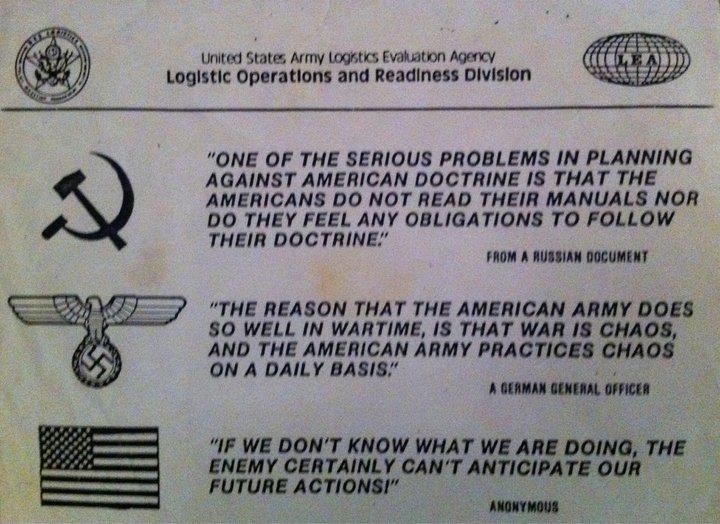 United States Army Logistics Evaluation Agency
Logistic Operations and Readiness Division
LEA
"ONE OF THE SERIOUS PROBLEMS IN PLANNING
AGAINST AMERICAN DOCTRINE IS THAT THE
AMERICANS DO NOT READ THEIR MANUALS NOR
DO THEY FEEL ANY OBLIGATIONS TO FOLLOW
THEIR DOCTRINE."
FROM A RUSSIAN DOCUMENT
"THE REASON THAT THE AMERICAN ARMY DOES
SO WELL IN WARTIME, IS THAT WAR IS CHAOS,
AND THE AMERICAN ARMY PRACTICES CHAOS
ON A DAILY BASIS."
A GERMAN GENERAL OFFICER
"IF WE DON'T KNOW WHAT WE ARE DOING, THE
ENEMY CERTAINLY CAN'T ANTICIPATE OUR
FUTURE ACTIONS!"
ANONYMOUS